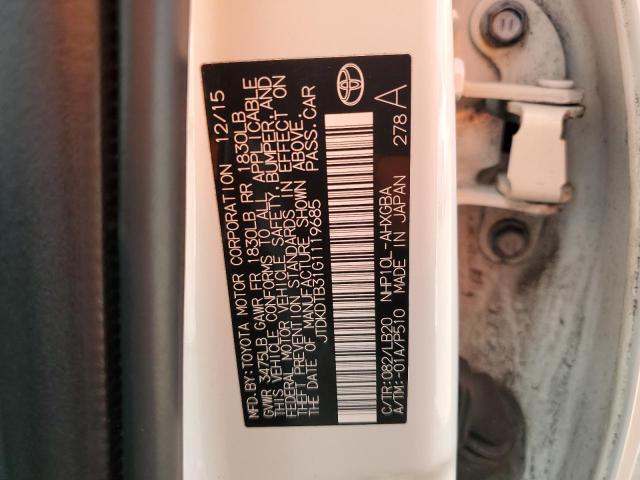 MFD.BY:TOYOTA MOTOR CORPORATION 12/15
GVWR 3475LB GAWR FR 1830LB RR 1830LB
THIS VEHICLE CONFORMS TO ALL APPLICABLE
FEDERAL MOTOR VEHICLE SAFETY, BUMPER, AND
THEFT PREVENTION STANDARDS IN EFFECT ON
THE DATE OF MANUFACTURE SHOWN ABOVE.
JTDKDTB31G1119685 PASS.CAR
C/TR:082/LB20 NHP10L-AHXGBA
A/TM:-01A/P510 MADE IN JAPAN 278 A